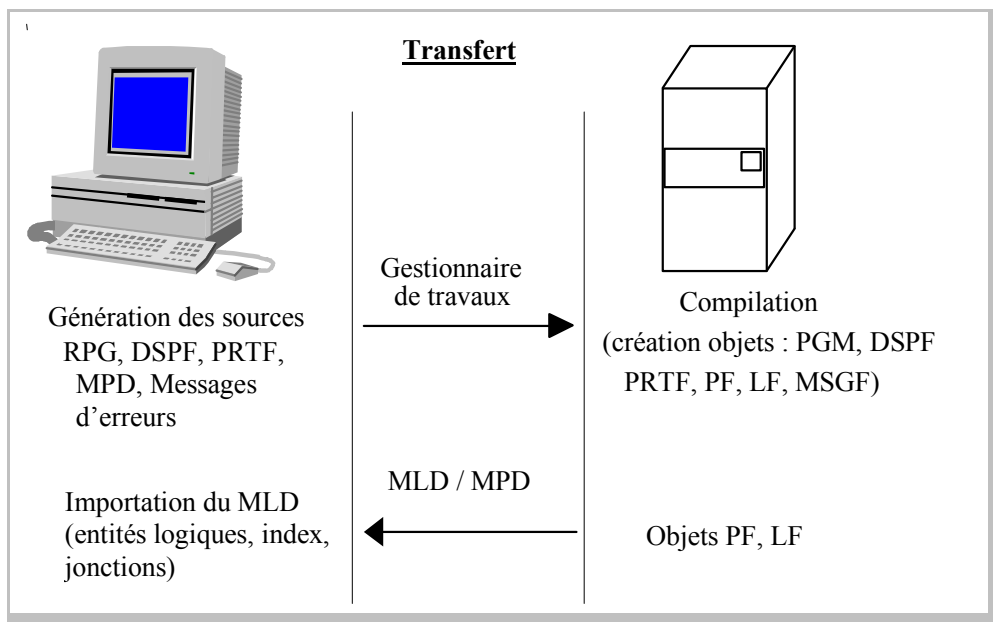 Transfert
Gestionnaire
de travaux
Génération des sources
RPG, DSPF, PRTF,
MPD, Messages
d’erreurs
Compilation
(création objets : PGM, DSPF
PRTF, PF, LF, MSGF)
MLD / MPD
Importation du MLD
(entités logiques, index,
jonctions)
Objets PF, LF